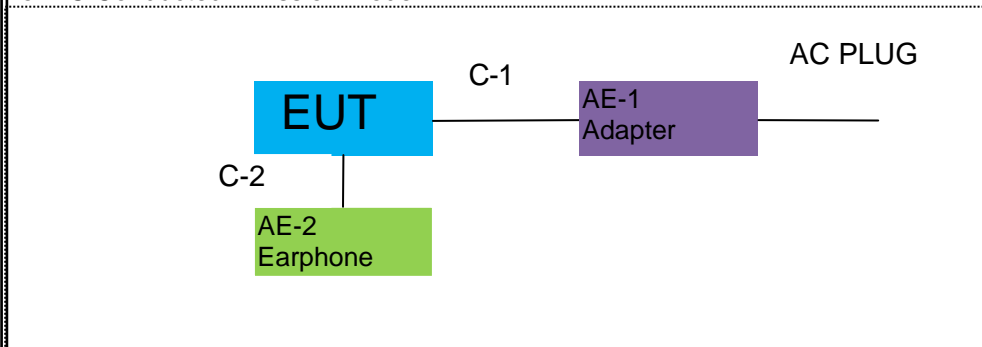 AC PLUG
C-1
EUT
AE-1
Adapter
C-2
AE-2
Earphone